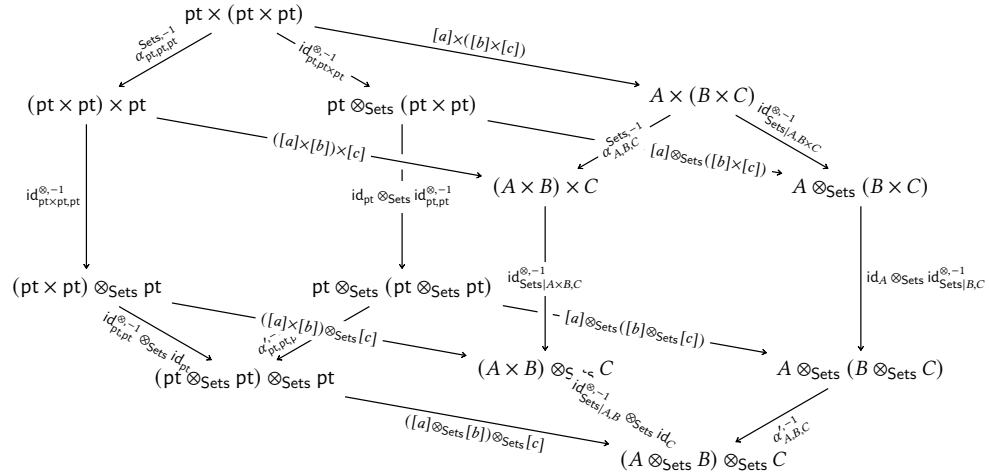 pt × (pt × pt)
α^{Sets,-1}_{pt,pt,pt}
id^{⊗,-1}_{pt,pt×pt}
[a]×([b]×[c])
(pt × pt) × pt
pt ⊗_{Sets} (pt × pt)
A × (B × C)
α^{Sets,-1}_{A,B,C}
id^{⊗,-1}_{Sets|A,B×C}
([a]×[b])×[c]
[a]⊗_{Sets}([b]×[c])
id^{⊗,-1}_{pt×pt,pt}
id_{pt} ⊗_{Sets} id^{⊗,-1}_{pt,pt}
(A × B) × C
A ⊗_{Sets} (B × C)
id^{⊗,-1}_{Sets|A×B,C}
id_A ⊗_{Sets} id^{⊗,-1}_{Sets|B,C}
(pt × pt) ⊗_{Sets} pt
pt ⊗_{Sets} (pt ⊗_{Sets} pt)
id^{⊗,-1}_{pt,pt} ⊗_{Sets} id_{pt}
([a]×[b])⊗_{Sets}[c]
[a]⊗_{Sets}([b]⊗_{Sets}[c])
(pt ⊗_{Sets} pt) ⊗_{Sets} pt
(A × B) ⊗_{Sets} C
A ⊗_{Sets} (B ⊗_{Sets} C)
id^{⊗,-1}_{Sets|A,B} ⊗_{Sets} id_C
α'^{,-1}_{A,B,C}
([a]⊗_{Sets}[b])⊗_{Sets}[c]
(A ⊗_{Sets} B) ⊗_{Sets} C